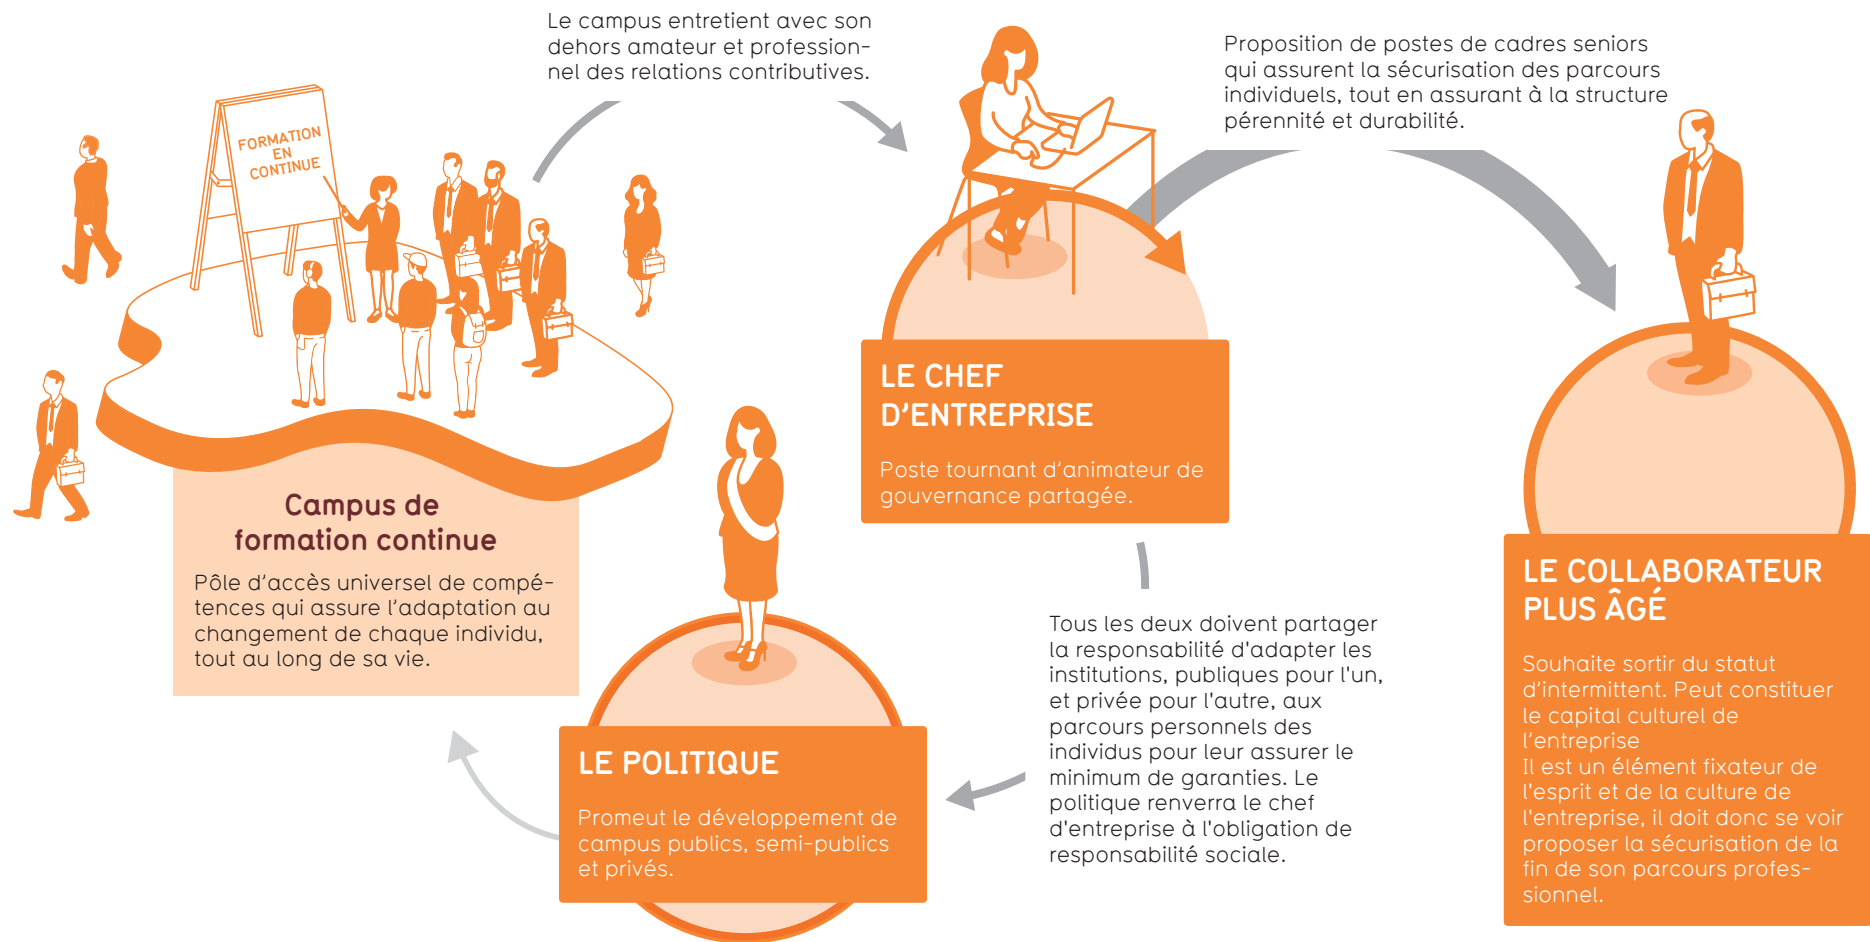 Le campus entretient avec son
dehors amateur et profession-
nel des relations contributives.
Proposition de postes de cadres seniors
qui assurent la sécurisation des parcours
individuels, tout en assurant à la structure
pérennité et durabilité.
FORMATION
EN
CONTINUE
LE CHEF
D'ENTREPRISE
Poste tournant d'animateur de
gouvernance partagée.
Campus de
formation continue
Pôle d'accès universel de compé-
tences qui assure l'adaptation au
changement de chaque individu,
tout au long de sa vie.
LE POLITIQUE
Promeut le développement de
campus publics, semi-publics
et privés.
Tous les deux doivent partager
la responsabilité d'adapter les
institutions, publiques pour l'un,
et privée pour l'autre, aux
parcours personnels des
individus pour leur assurer le
minimum de garanties. Le
politique renverra le chef
d'entreprise à l'obligation de
responsabilité sociale.
LE COLLABORATEUR
PLUS ÂGÉ
Souhaite sortir du statut
d'intermittent. Peut constituer
le capital culturel de
l'entreprise
Il est un élément fixateur de
l'esprit et de la culture de
l'entreprise, il doit donc se voir
proposer la sécurisation de la
fin de son parcours profes-
sionnel.